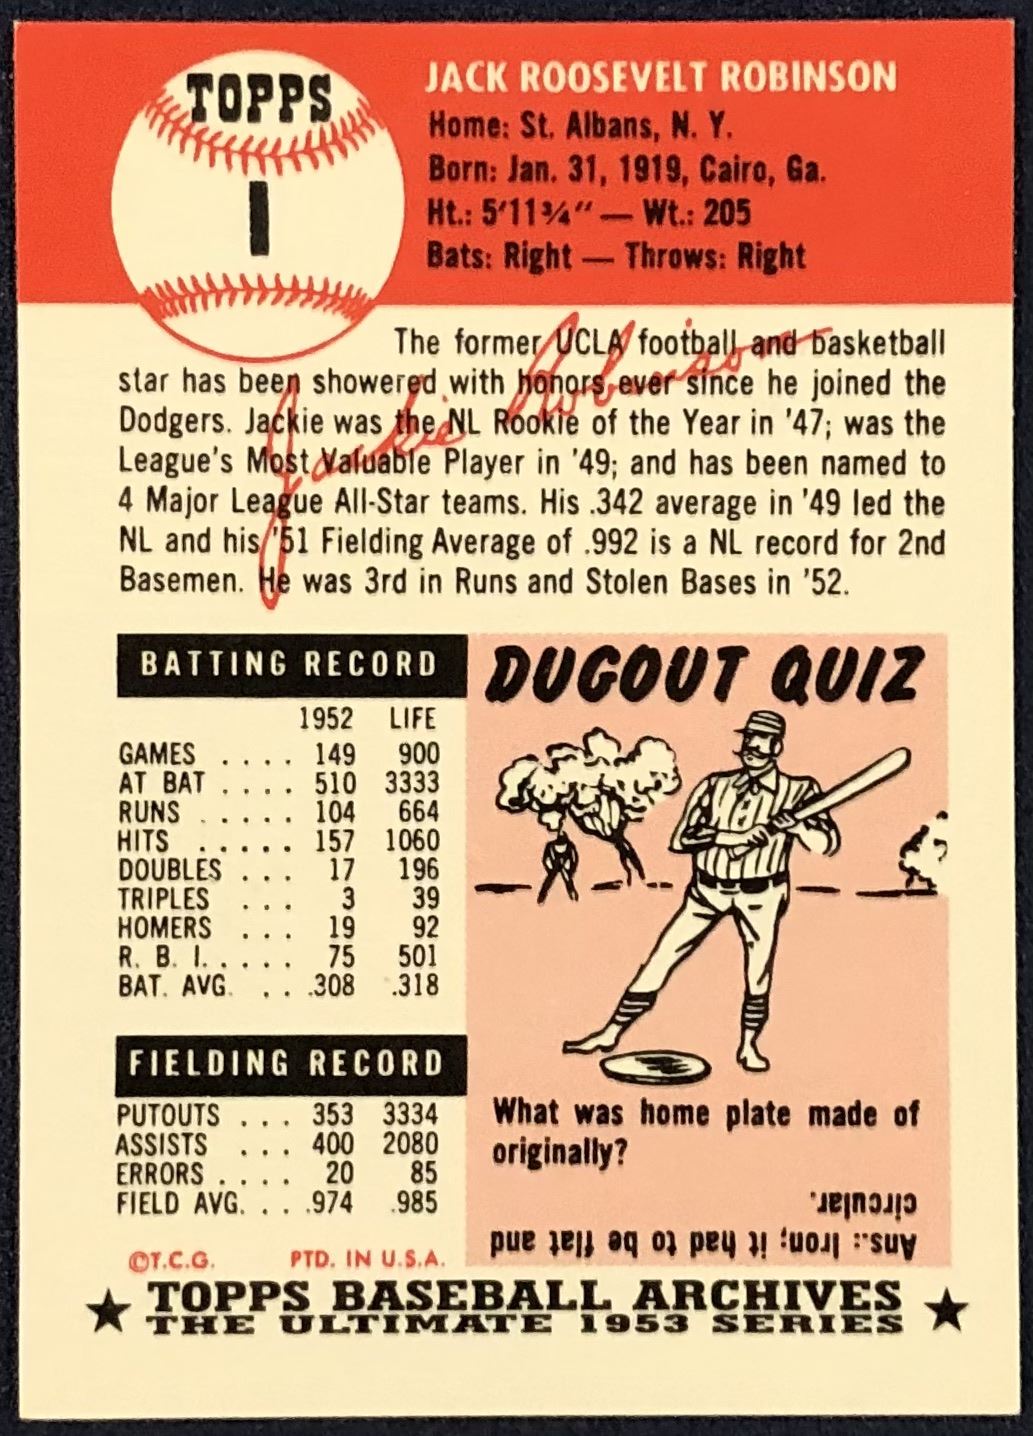 TOPPS
1
JACK ROOSEVELT ROBINSON
Home: St. Albans, N. Y.
Born: Jan. 31, 1919, Cairo, Ga.
Ht.: 5'11¾" — Wt.: 205
Bats: Right — Throws: Right
The former UCLA football and basketball
star has been showered with honors ever since he joined the
Dodgers. Jackie was the NL Rookie of the Year in '47; was the
League's Most Valuable Player in '49; and has been named to
4 Major League All-Star teams. His .342 average in '49 led the
NL and his '51 Fielding Average of .992 is a NL record for 2nd
Basemen. He was 3rd in Runs and Stolen Bases in '52.
Jackie Robinson
BATTING RECORD
1952 LIFE
GAMES .... 149 900
AT BAT .... 510 3333
RUNS ..... 104 664
HITS ..... 157 1060
DOUBLES ... 17 196
TRIPLES ... 3 39
HOMERS ... 19 92
R. B. I. .... 75 501
BAT. AVG. .. .308 .318
FIELDING RECORD
PUTOUTS ... 353 3334
ASSISTS ... 400 2080
ERRORS .... 20 85
FIELD AVG. .. .974 .985
DUGOUT QUIZ
What was home plate made of
originally?
Ans.: Iron; it had to be flat and
circular.
©T.C.G. PTD. IN U.S.A.
TOPPS BASEBALL ARCHIVES
THE ULTIMATE 1953 SERIES